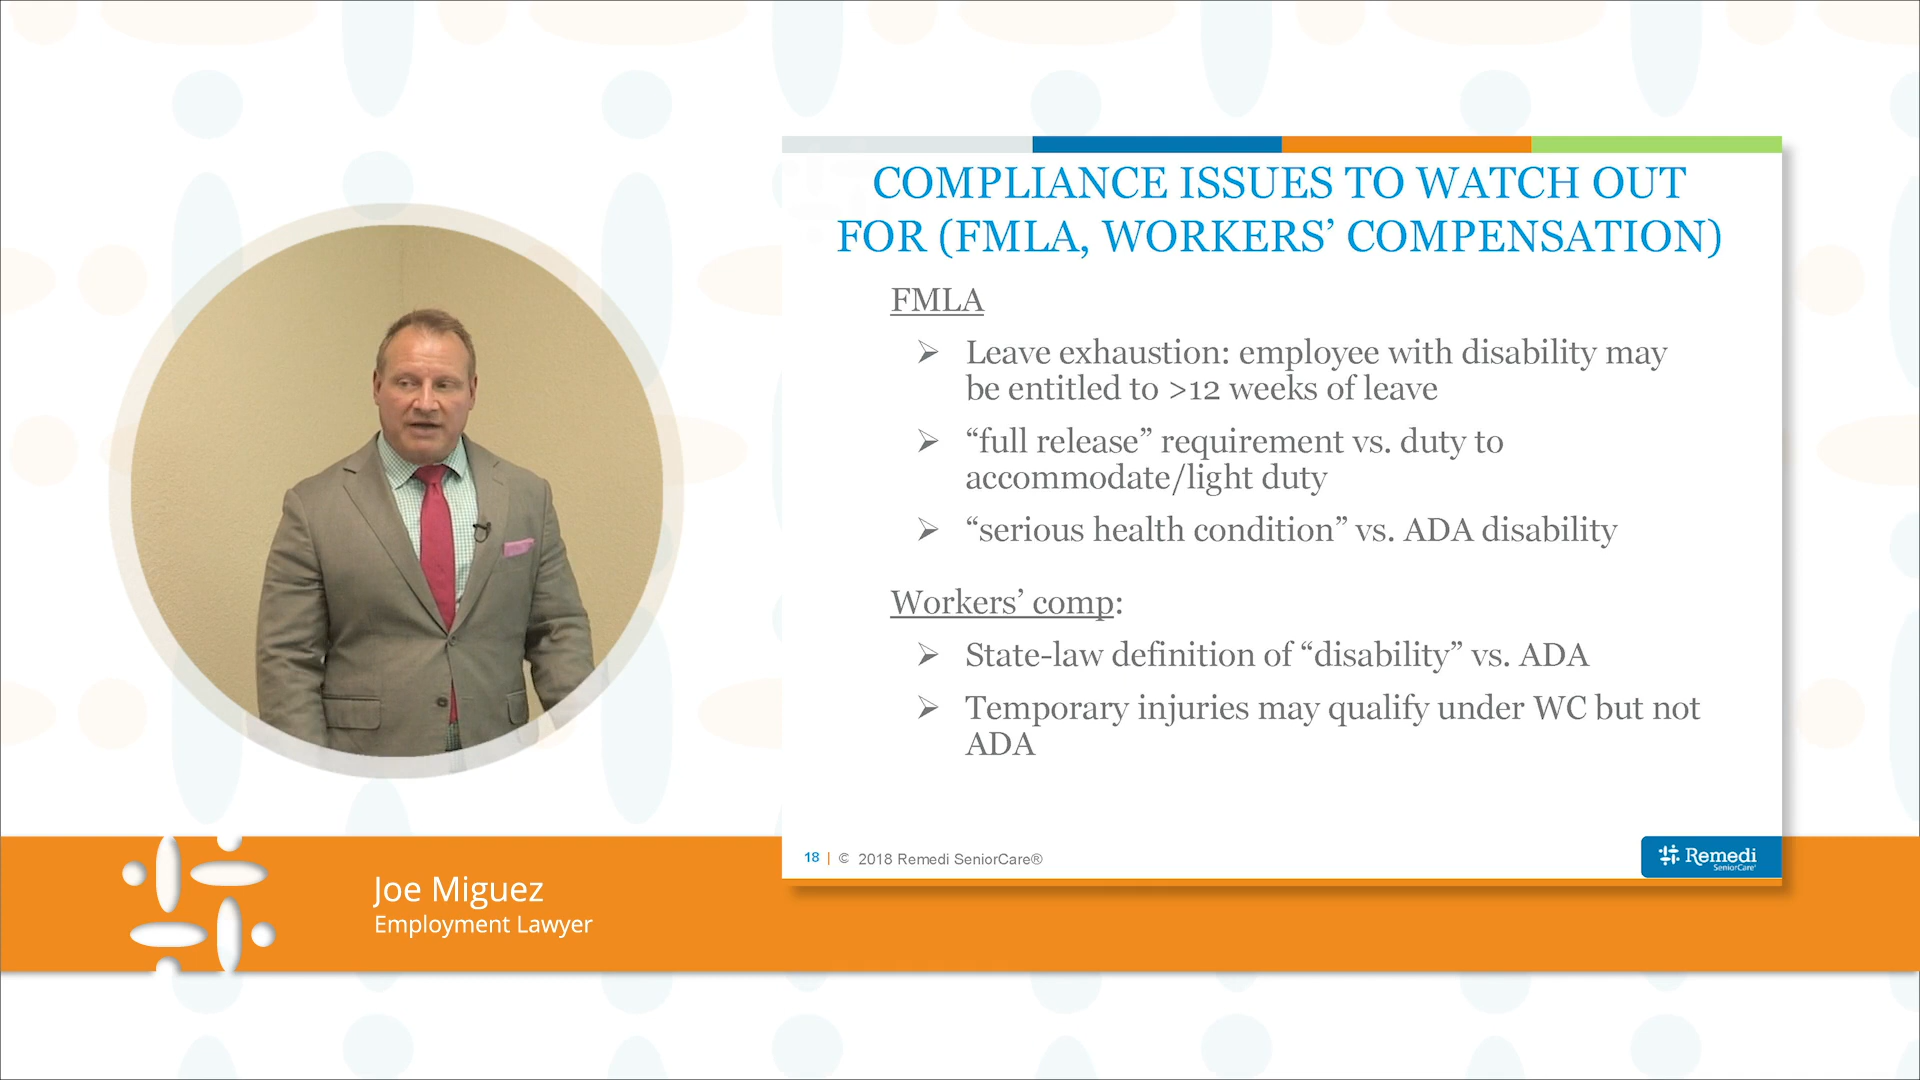 COMPLIANCE ISSUES TO WATCH OUT
FOR (FMLA, WORKERS’ COMPENSATION)
FMLA
➢ Leave exhaustion: employee with disability may
be entitled to >12 weeks of leave
➢ “full release” requirement vs. duty to
accommodate/light duty
➢ “serious health condition” vs. ADA disability
Workers’ comp:
➢ State-law definition of “disability” vs. ADA
➢ Temporary injuries may qualify under WC but not
ADA
18 | © 2018 Remedi SeniorCare®
Remedi
SeniorCare®
Joe Miguez
Employment Lawyer